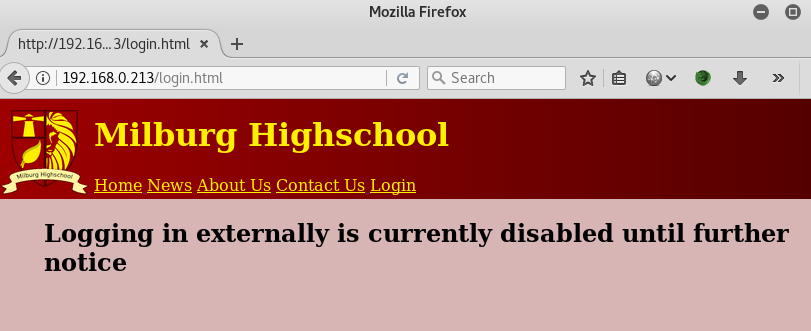 Mozilla Firefox
http://192.16...3/login.html
192.168.0.213/login.html
Search
Milburg Highschool
Milburg Highschool
Home News About Us Contact Us Login
Logging in externally is currently disabled until further
notice